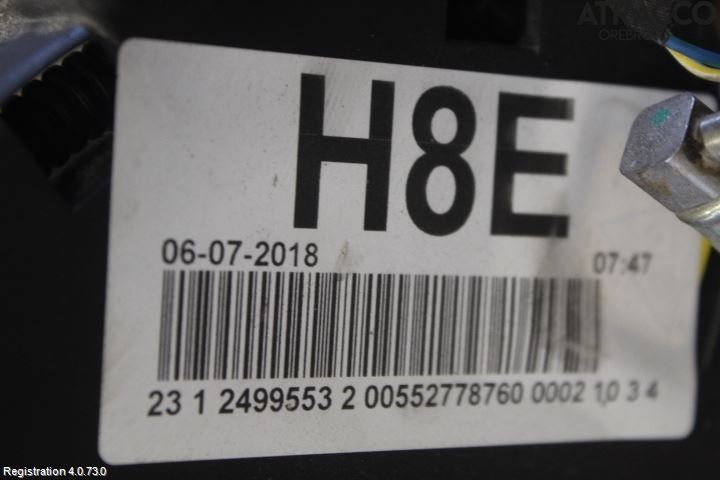 H8E
06-07-2018 07:47
23 1 2499553 2 00552778760 0002 1 0 3 4
Registration 4.0.73.0